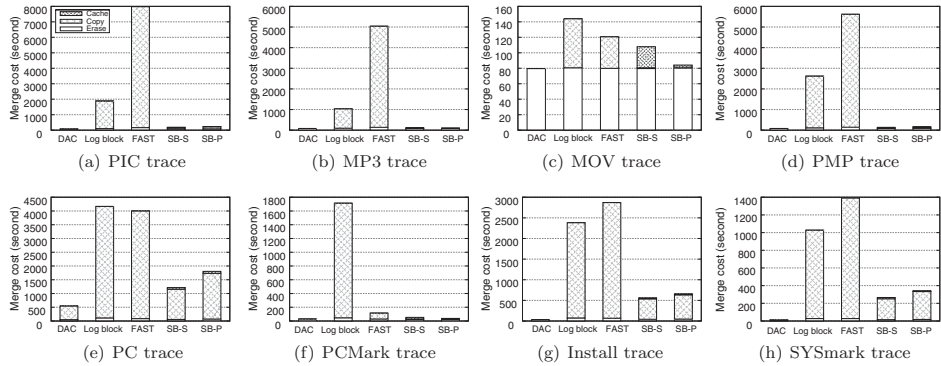 Merge cost (second)
8000
7000
6000
5000
4000
3000
2000
1000
0
Cache
Copy
Erase
DAC Log block FAST SB-S SB-P
(a) PIC trace
Merge cost (second)
6000
5000
4000
3000
2000
1000
0
DAC Log block FAST SB-S SB-P
(b) MP3 trace
Merge cost (second)
160
140
120
100
80
60
40
20
0
DAC Log block FAST SB-S SB-P
(c) MOV trace
Merge cost (second)
6000
5000
4000
3000
2000
1000
0
DAC Log block FAST SB-S SB-P
(d) PMP trace
Merge cost (second)
4500
4000
3500
3000
2500
2000
1500
1000
500
0
DAC Log block FAST SB-S SB-P
(e) PC trace
Merge cost (second)
1800
1600
1400
1200
1000
800
600
400
200
0
DAC Log block FAST SB-S SB-P
(f) PCMark trace
Merge cost (second)
3000
2500
2000
1500
1000
500
0
DAC Log block FAST SB-S SB-P
(g) Install trace
Merge cost (second)
1400
1200
1000
800
600
400
200
0
DAC Log block FAST SB-S SB-P
(h) SYSmark trace